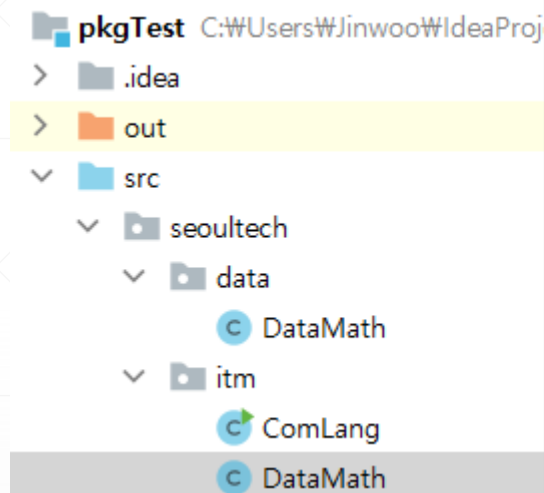 pkgTest C:₩Users₩Jinwoo₩IdeaProj
.idea
out
src
seoultech
data
C DataMath
itm
C ComLang
C DataMath